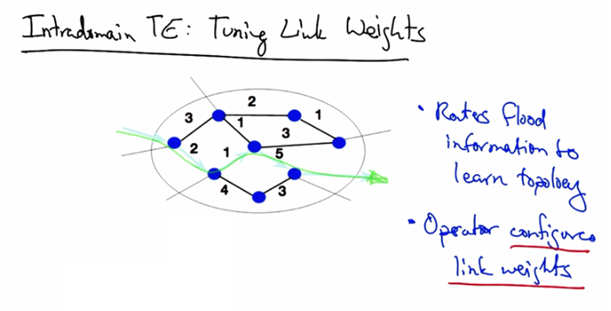 Intradomain TE: Tuning Link Weights
2
3
1
1
3
2
1
5
4
3
• Routes flood
information to
learn topology
• Operator configures
link weights